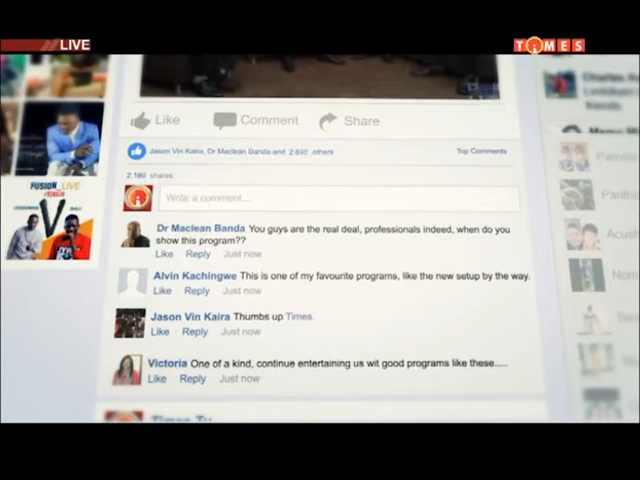 LIVE
TIMES
Like Comment Share
Jason Vin Kaira, Dr Maclean Banda and others
Top Comments
shares
Write a comment...
Dr Maclean Banda You guys are the real deal, professionals indeed, when do you
show this program??
Like Reply Just now
Alvin Kachingwe This is one of my favourite programs, like the new setup by the way.
Like · Reply Just now
Jason Vin Kaira Thumbs up Times
Like · Reply Just now
Victoria One of a kind, continue entertaining us wit good programs like these.....
Like · Reply Just now
FUSION LIVE
V